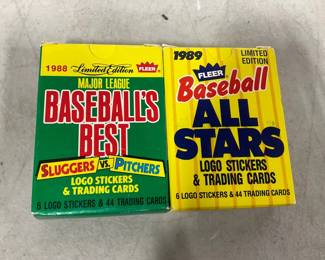 1988 Limited Edition FLEER
MAJOR LEAGUE
BASEBALL'S
BEST
SLUGGERS VS. PITCHERS
LOGO STICKERS
& TRADING CARDS
6 LOGO STICKERS & 44 TRADING CARDS
1989
LIMITED
EDITION
FLEER
Baseball
ALL
STARS
LOGO STICKERS
& TRADING CARDS
6 LOGO STICKERS & 44 TRADING CARDS